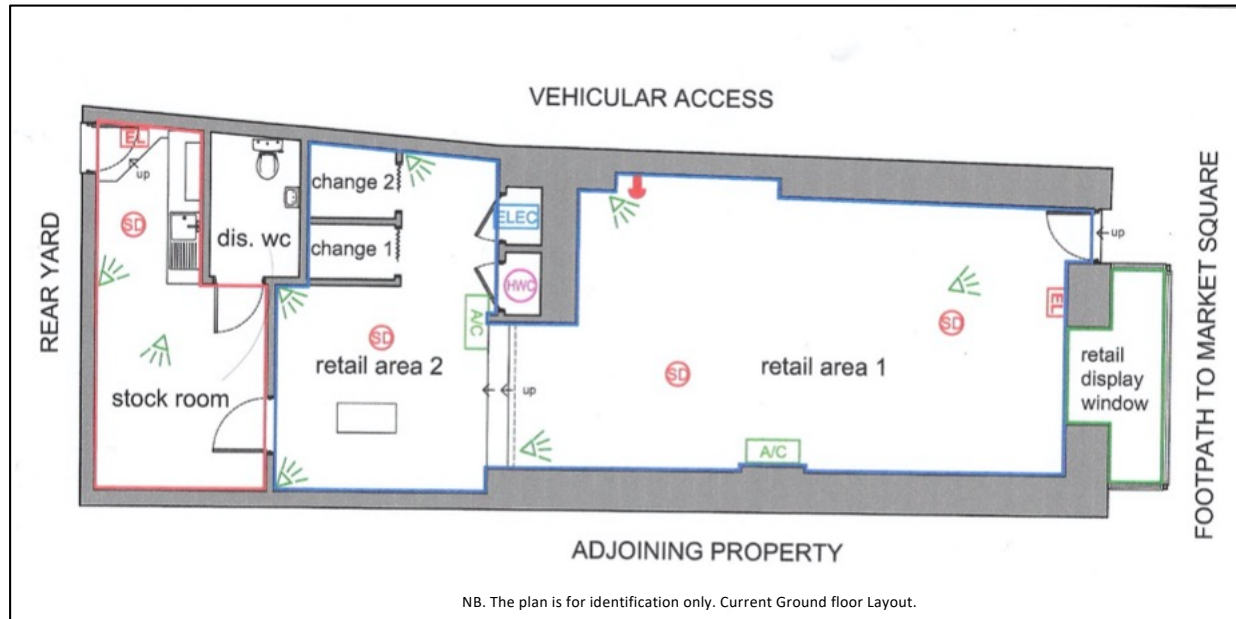 VEHICULAR ACCESS
EL
up
SD
dis. wc
change 2
change 1
ELEC
HWC
A/C
SD
retail area 2
up
stock room
SD
retail area 1
A/C
SD
EL
up
retail
display
window
REAR YARD
FOOTPATH TO MARKET SQUARE
ADJOINING PROPERTY
NB. The plan is for identification only. Current Ground floor Layout.